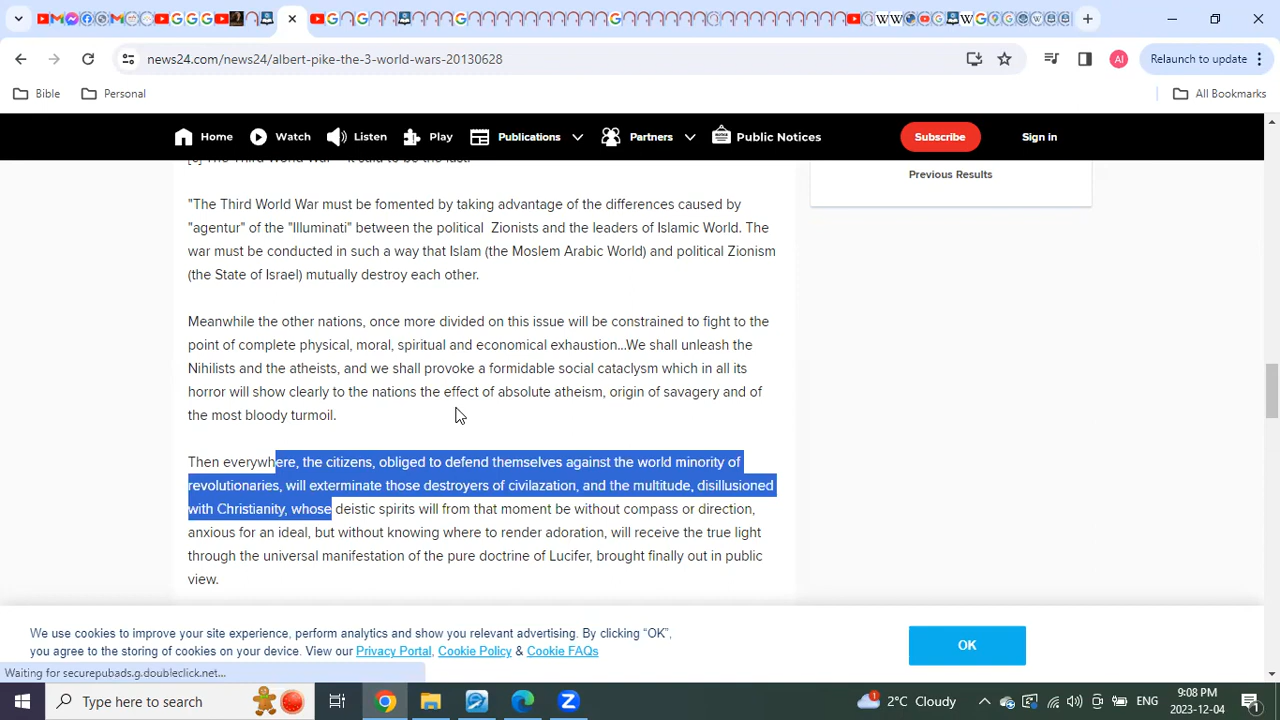 news24.com/news24/albert-pike-the-3-world-wars-20130628
AI
Relaunch to update
Bible
Personal
All Bookmarks
Home
Watch
Listen
Play
Publications
Partners
Public Notices
Subscribe
Sign in
Previous Results
"The Third World War must be fomented by taking advantage of the differences caused by
"agentur" of the "Illuminati" between the political Zionists and the leaders of Islamic World. The
war must be conducted in such a way that Islam (the Moslem Arabic World) and political Zionism
(the State of Israel) mutually destroy each other.
Meanwhile the other nations, once more divided on this issue will be constrained to fight to the
point of complete physical, moral, spiritual and economical exhaustion…We shall unleash the
Nihilists and the atheists, and we shall provoke a formidable social cataclysm which in all its
horror will show clearly to the nations the effect of absolute atheism, origin of savagery and of
the most bloody turmoil.
Then everywhere, the citizens, obliged to defend themselves against the world minority of
revolutionaries, will exterminate those destroyers of civilazation, and the multitude, disillusioned
with Christianity, whose deistic spirits will from that moment be without compass or direction,
anxious for an ideal, but without knowing where to render adoration, will receive the true light
through the universal manifestation of the pure doctrine of Lucifer, brought finally out in public
view.
We use cookies to improve your site experience, perform analytics and show you relevant advertising. By clicking “OK”,
you agree to the storing of cookies on your device. View our Privacy Portal, Cookie Policy & Cookie FAQs
OK
Waiting for securepubads.g.doubleclick.net...
Type here to search
1
2°C Cloudy
ENG
9:08 PM
2023-12-04
1